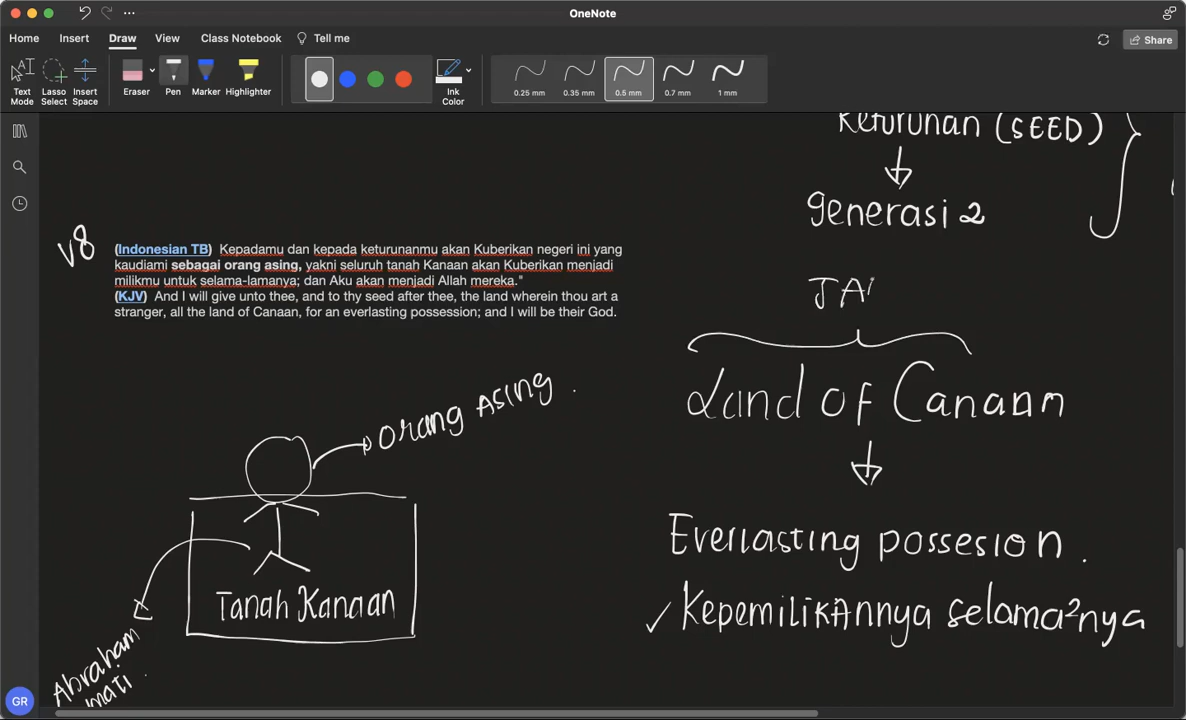 OneNote
Home Insert Draw View Class Notebook Tell me
Share
Text Mode
Lasso Select
Insert Space
Eraser
Pen
Marker
Highlighter
Ink Color
0.25 mm
0.35 mm
0.5 mm
0.7 mm
1 mm
Keturunan (SEED)
generasi 2
v8
(Indonesian TB) Kepadamu dan kepada keturunanmu akan Kuberikan negeri ini yang
kaudiami sebagai orang asing, yakni seluruh tanah Kanaan akan Kuberikan menjadi
milikmu untuk selama-lamanya; dan Aku akan menjadi Allah mereka."
(KJV) And I will give unto thee, and to thy seed after thee, the land wherein thou art a
stranger, all the land of Canaan, for an everlasting possession; and I will be their God.
Land of Canaan
Everlasting possesion .
Kepemilikannya selama²nya
orang Asing .
Tanah Kanaan
Abraham
mati .
GR